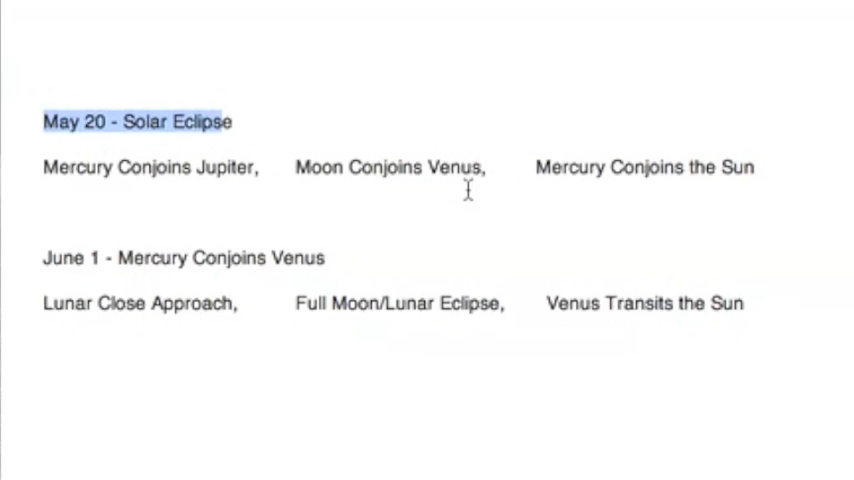 May 20 - Solar Eclipse
Mercury Conjoins Jupiter, Moon Conjoins Venus, Mercury Conjoins the Sun
June 1 - Mercury Conjoins Venus
Lunar Close Approach, Full Moon/Lunar Eclipse, Venus Transits the Sun